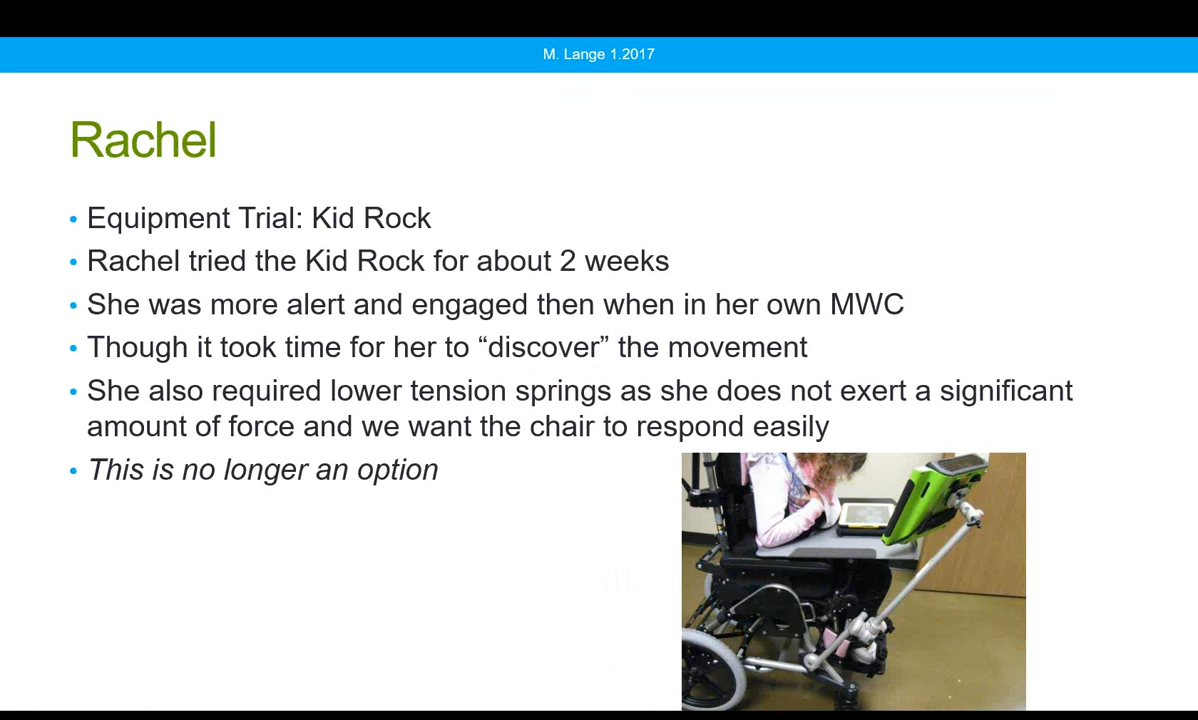 M. Lange 1.2017
Rachel
• Equipment Trial: Kid Rock
• Rachel tried the Kid Rock for about 2 weeks
• She was more alert and engaged then when in her own MWC
• Though it took time for her to “discover” the movement
• She also required lower tension springs as she does not exert a significant
amount of force and we want the chair to respond easily
• This is no longer an option